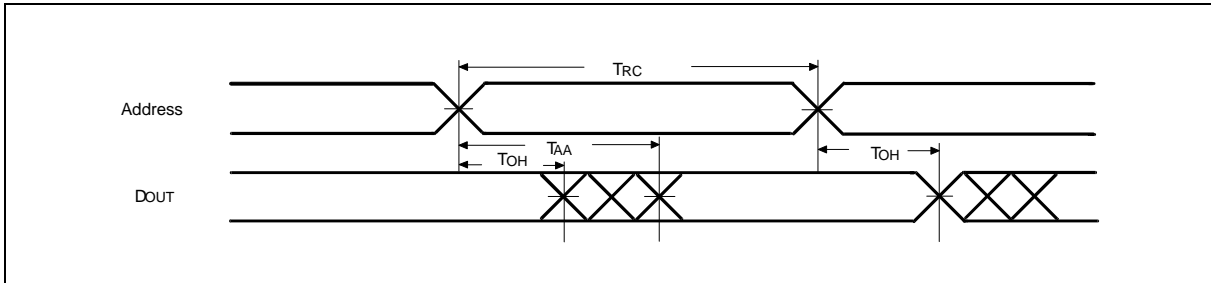 TRC
Address
TAA
TOH
TOH
DOUT